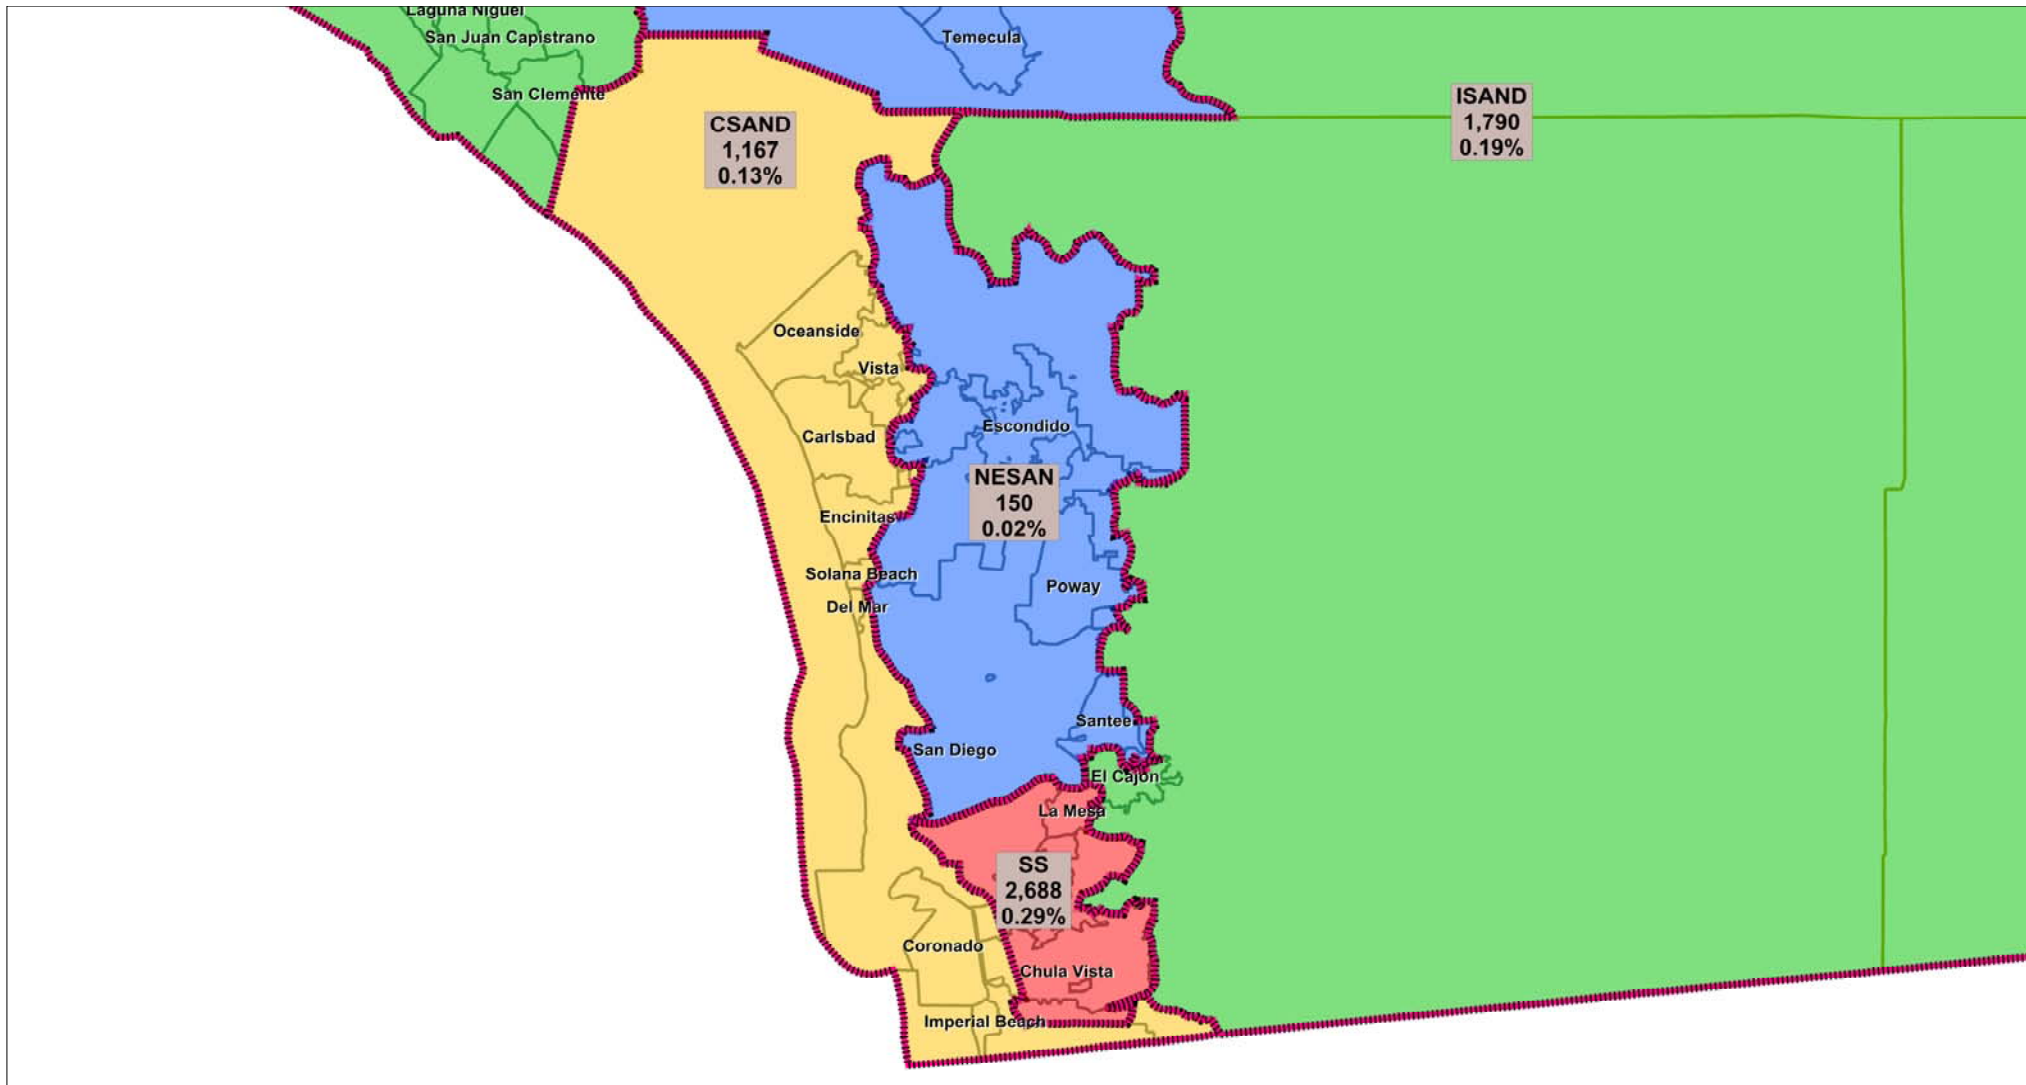 Laguna Niguel
San Juan Capistrano
Temecula
San Clemente
CSAND
1,167
0.13%
ISAND
1,790
0.19%
Oceanside
Vista
Carlsbad
Escondido
NESAN
150
0.02%
Encinitas
Solana Beach
Poway
Del Mar
Santee
San Diego
El Cajon
La Mesa
SS
2,688
0.29%
Coronado
Chula Vista
Imperial Beach